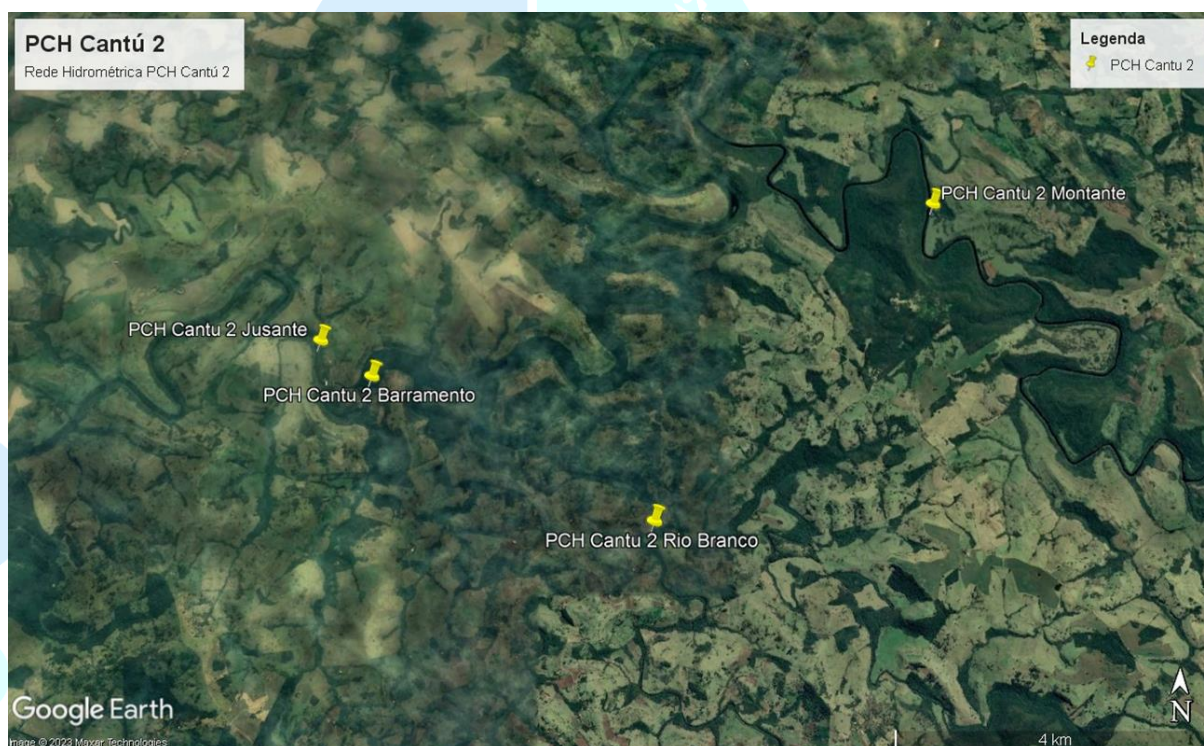 PCH Cantú 2
Rede Hidrométrica PCH Cantú 2
Legenda
PCH Cantu 2
PCH Cantu 2 Montante
PCH Cantu 2 Jusante
PCH Cantu 2 Barramento
PCH Cantu 2 Rio Branco
Google Earth
Image © 2023 Maxar Technologies
4 km
N